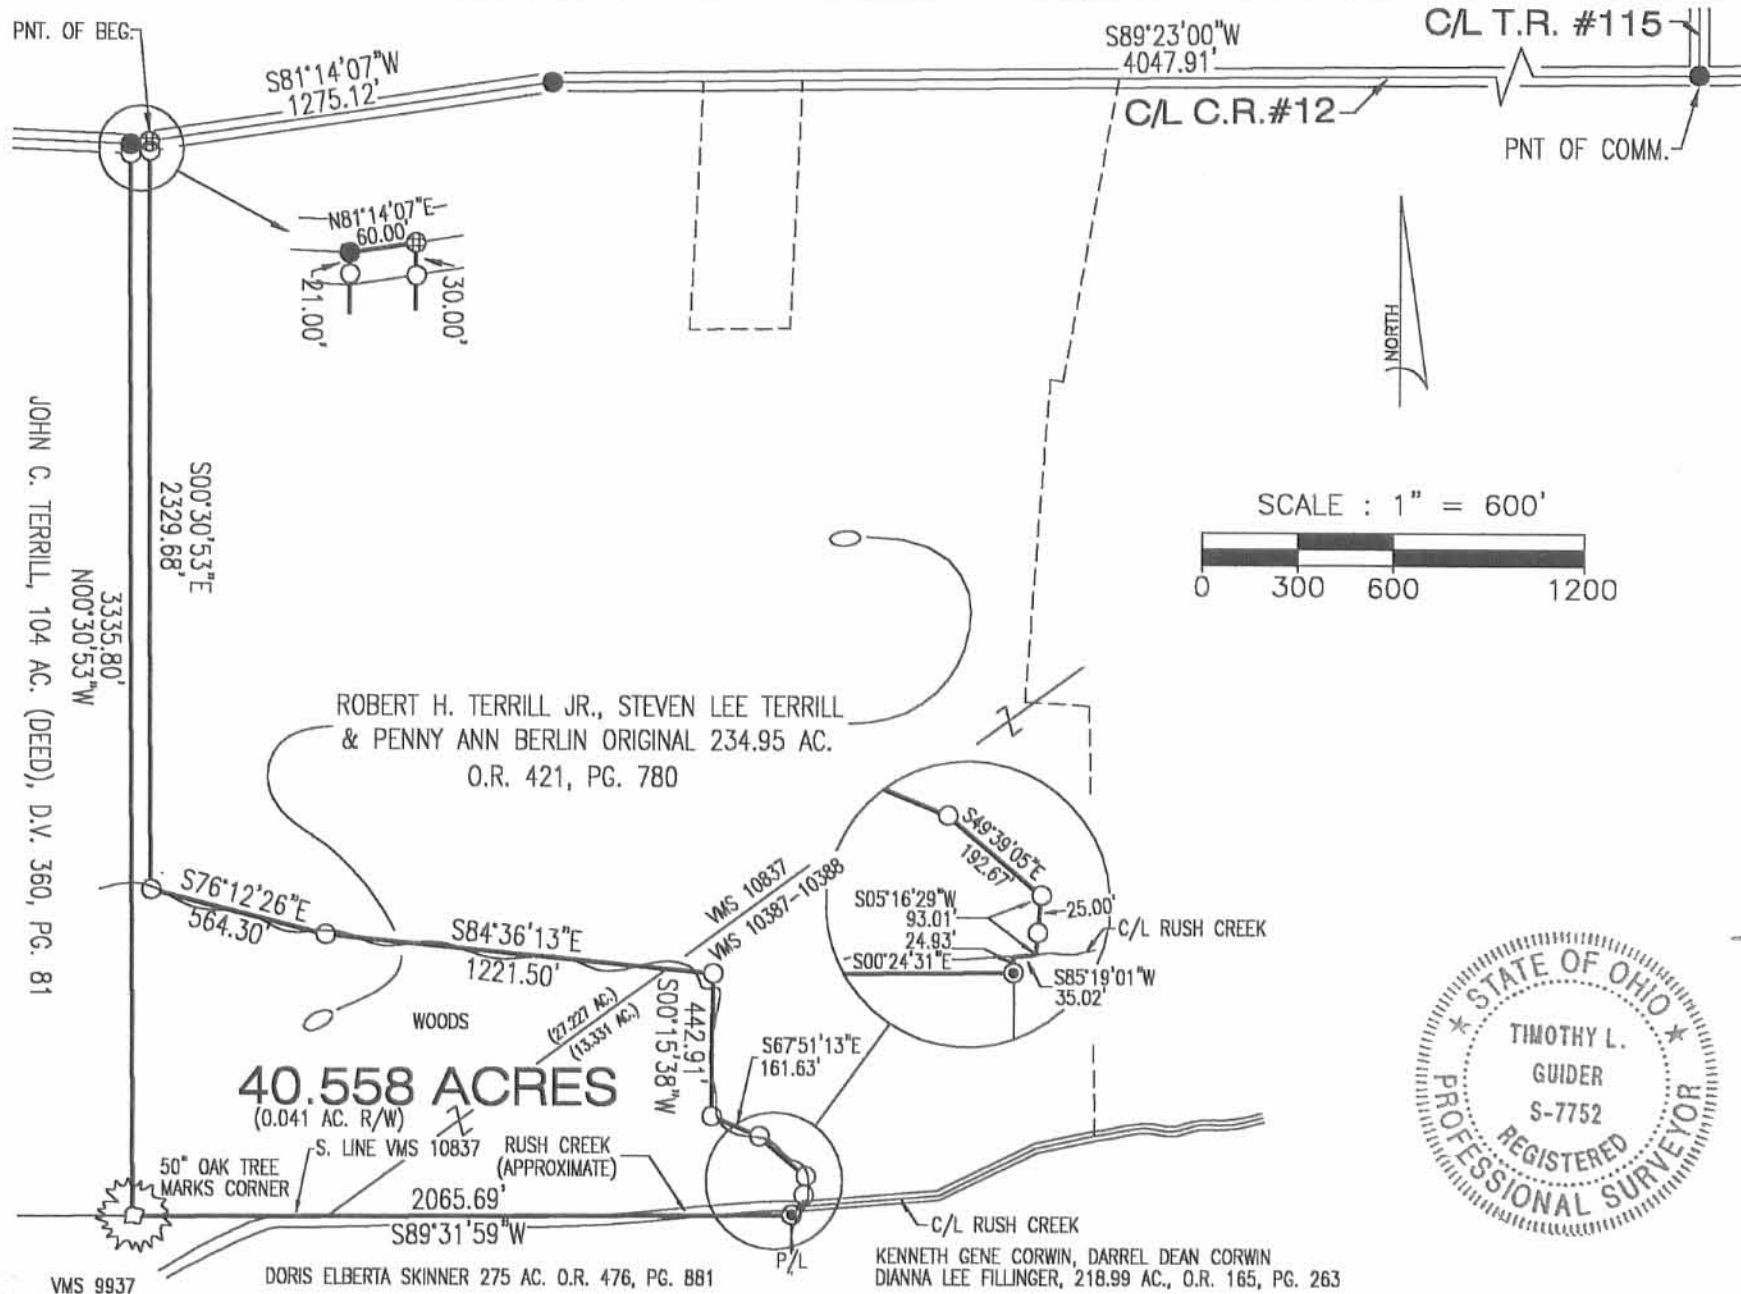 PNT. OF BEG.
S81°14'07"W
1275.12'
S89°23'00"W
4047.91'
C/L T.R. #115
C/L C.R.#12
PNT OF COMM.
N81°14'07"E
60.00'
21.00'
30.00'
NORTH
SCALE : 1" = 600'
0 300 600 1200
JOHN C. TERRILL, 104 AC. (DEED), D.V. 360, PG. 81
S00°30'53"E
2329.68'
3335.80'
N00°30'53"W
ROBERT H. TERRILL JR., STEVEN LEE TERRILL
& PENNY ANN BERLIN ORIGINAL 234.95 AC.
O.R. 421, PG. 780
S76°12'26"E
564.30'
S84°36'13"E
1221.50'
VMS 10837
VMS 10387-10388
S49°39'05"E
192.67'
S05°16'29"W
93.01'
25.00'
24.93'
S00°24'31"E
C/L RUSH CREEK
S85°19'01"W
35.02'
WOODS
(27.227 AC.)
(13.331 AC.)
442.91'
S00°15'38"W
S67°51'13"E
161.63'
40.558 ACRES
(0.041 AC. R/W)
S. LINE VMS 10837
RUSH CREEK
(APPROXIMATE)
50" OAK TREE
MARKS CORNER
2065.69'
S89°31'59"W
C/L RUSH CREEK
P/L
VMS 9937
DORIS ELBERTA SKINNER 275 AC. O.R. 476, PG. 881
KENNETH GENE CORWIN, DARREL DEAN CORWIN
DIANNA LEE FILLINGER, 218.99 AC., O.R. 165, PG. 263
STATE OF OHIO
TIMOTHY L.
GUIDER
S-7752
REGISTERED
PROFESSIONAL SURVEYOR